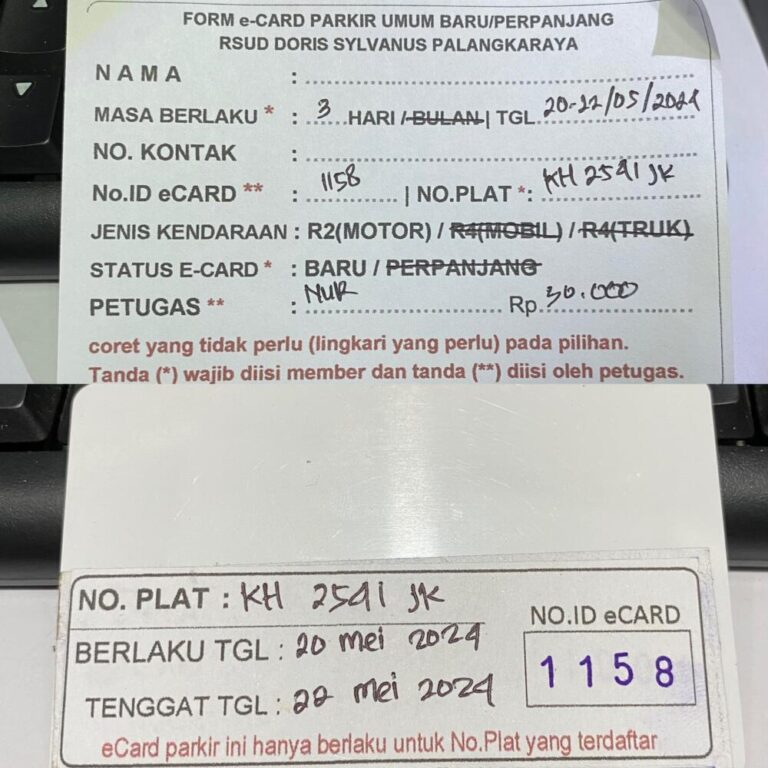 FORM e-CARD PARKIR UMUM BARU/PERPANJANG
RSUD DORIS SYLVANUS PALANGKARAYA
NAMA :
MASA BERLAKU * : 3 HARI / BULAN | TGL 20-22/05/2024
NO. KONTAK :
No.ID eCARD ** : 1158 | NO.PLAT *: KH 2541 JK
JENIS KENDARAAN : R2(MOTOR) / R4(MOBIL) / R4(TRUK)
STATUS E-CARD * : BARU / PERPANJANG
PETUGAS ** : NUR Rp. 30.000
coret yang tidak perlu (lingkari yang perlu) pada pilihan.
Tanda (*) wajib diisi member dan tanda (**) diisi oleh petugas.
NO. PLAT : KH 2541 JK
BERLAKU TGL : 20 mei 2024
TENGGAT TGL : 22 mei 2024
NO.ID eCARD
1158
eCard parkir ini hanya berlaku untuk No.Plat yang terdaftar